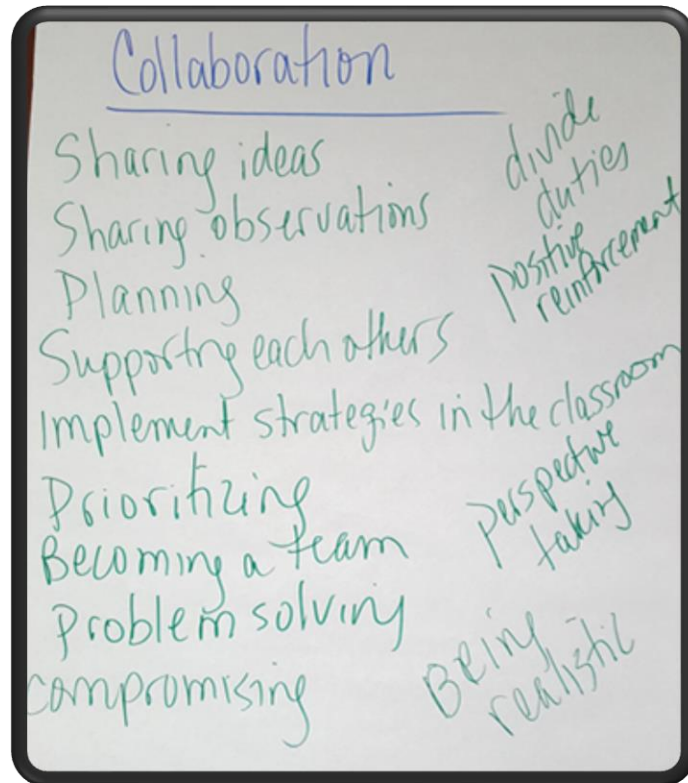 Collaboration
Sharing ideas
Sharing observations
Planning
Supporting each others
Implement strategies in the classroom
Prioritizing
Becoming a team
Problem solving
compromising
divide
duties
positive
reinforcement
perspective
taking
Being
realistic